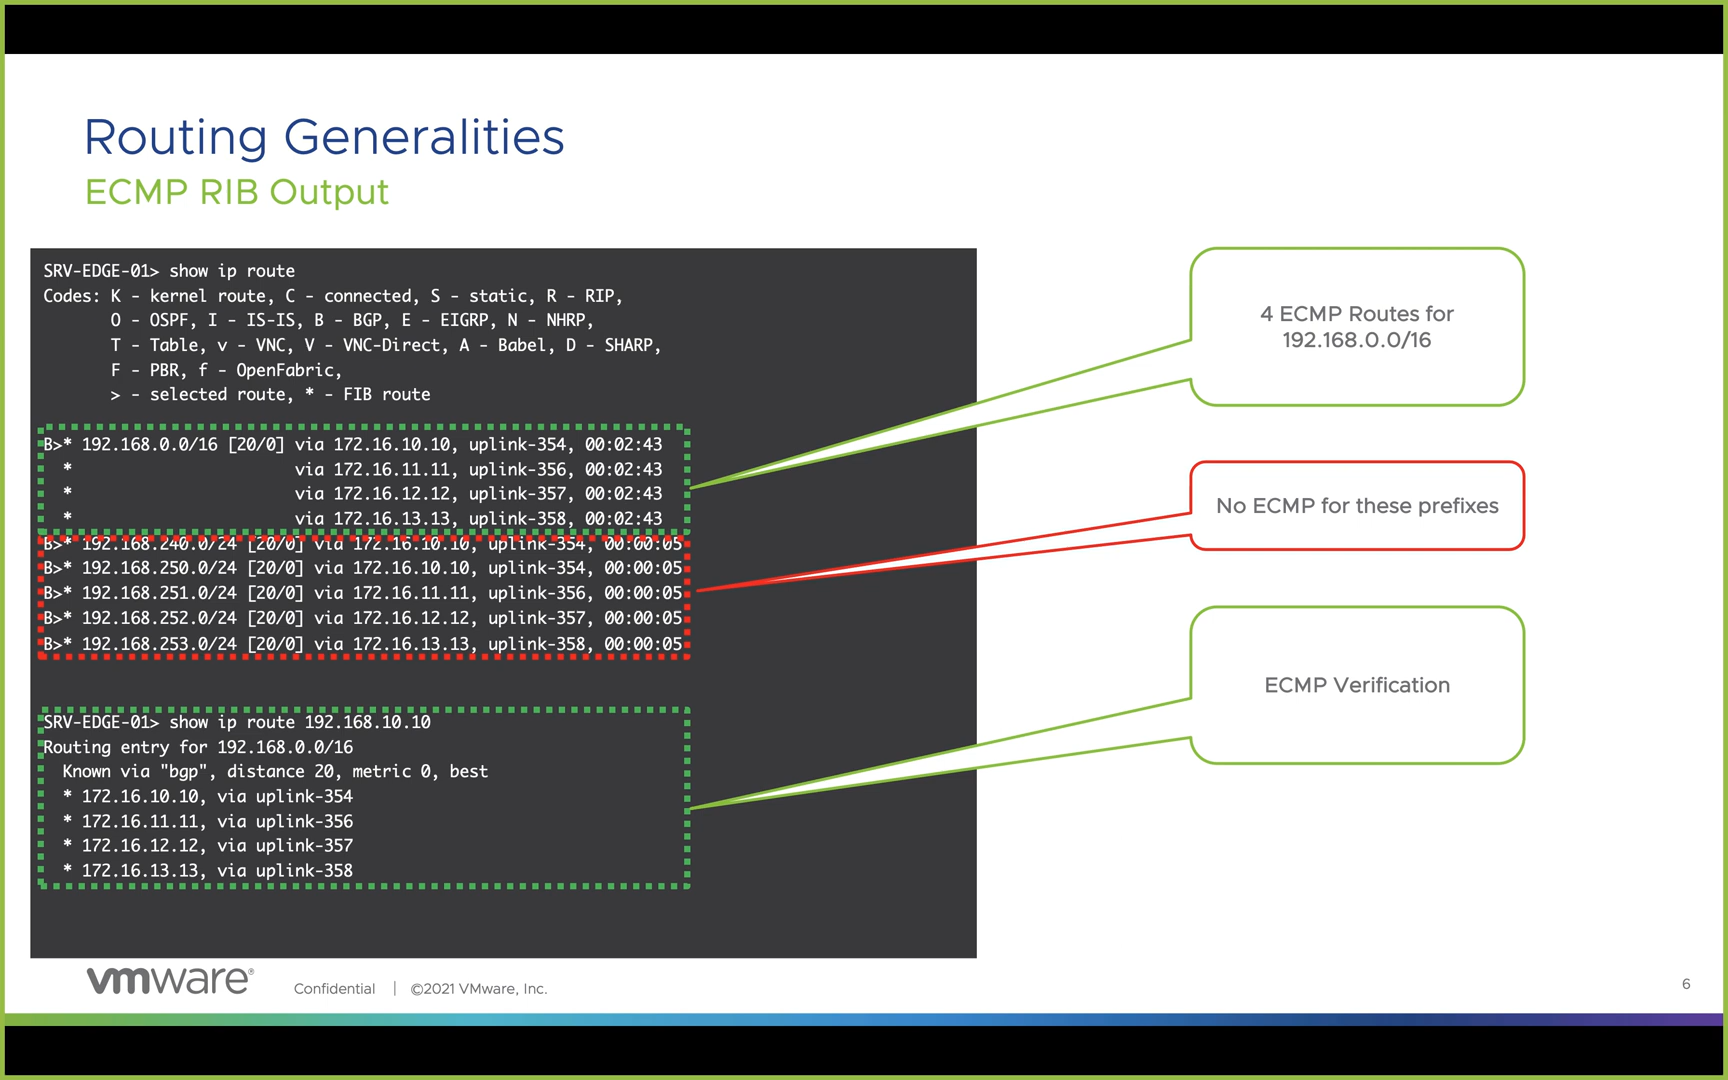 Routing Generalities
ECMP RIB Output
SRV-EDGE-01> show ip route
Codes: K - kernel route, C - connected, S - static, R - RIP,
O - OSPF, I - IS-IS, B - BGP, E - EIGRP, N - NHRP,
T - Table, v - VNC, V - VNC-Direct, A - Babel, D - SHARP,
F - PBR, f - OpenFabric,
> - selected route, * - FIB route
B>* 192.168.0.0/16 [20/0] via 172.16.10.10, uplink-354, 00:02:43
* via 172.16.11.11, uplink-356, 00:02:43
* via 172.16.12.12, uplink-357, 00:02:43
* via 172.16.13.13, uplink-358, 00:02:43
B>* 192.168.240.0/24 [20/0] via 172.16.10.10, uplink-354, 00:00:05
B>* 192.168.250.0/24 [20/0] via 172.16.10.10, uplink-354, 00:00:05
B>* 192.168.251.0/24 [20/0] via 172.16.11.11, uplink-356, 00:00:05
B>* 192.168.252.0/24 [20/0] via 172.16.12.12, uplink-357, 00:00:05
B>* 192.168.253.0/24 [20/0] via 172.16.13.13, uplink-358, 00:00:05
SRV-EDGE-01> show ip route 192.168.10.10
Routing entry for 192.168.0.0/16
Known via "bgp", distance 20, metric 0, best
* 172.16.10.10, via uplink-354
* 172.16.11.11, via uplink-356
* 172.16.12.12, via uplink-357
* 172.16.13.13, via uplink-358
4 ECMP Routes for
192.168.0.0/16
No ECMP for these prefixes
ECMP Verification
vmware®
Confidential | ©2021 VMware, Inc.
6